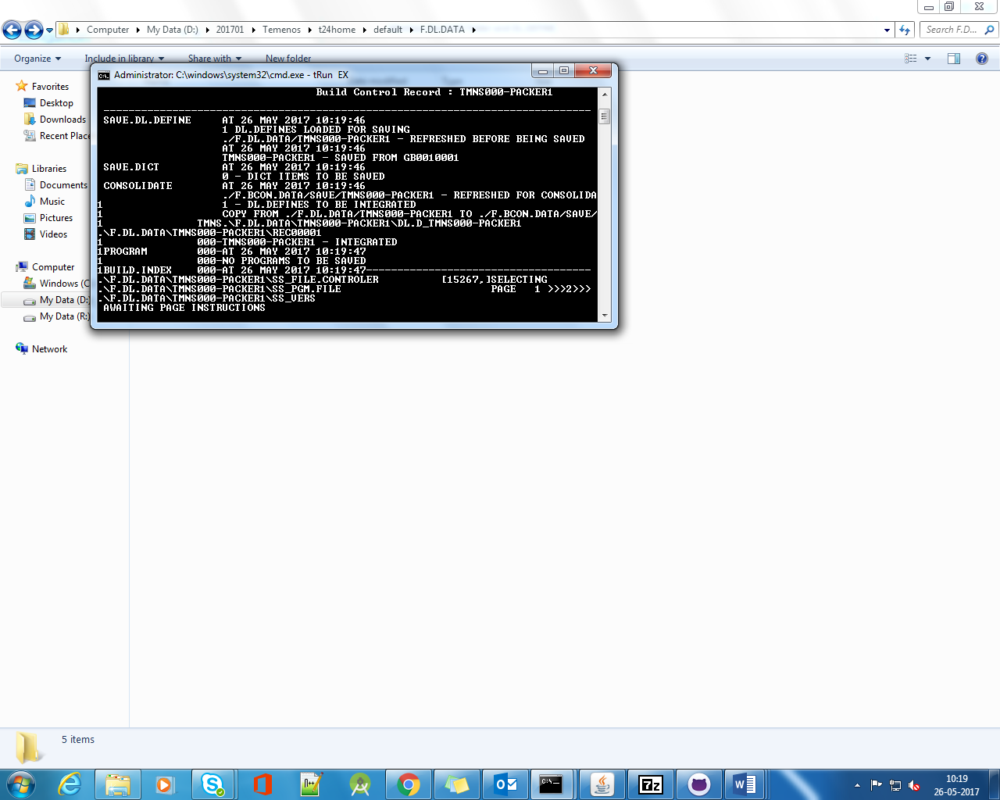 Computer My Data (D:) 201701 Temenos t24home default F.DL.DATA
Search F.D...
Organize Include in library Share with New folder
Administrator: C:\windows\system32\cmd.exe - tRun EX
Favorites
Desktop
Downloads
Recent Place
Libraries
Documents
Music
Pictures
Videos
Computer
Windows (C
My Data (D:
My Data (R:)
Network
Build Control Record : TMNS000-PACKER1
SAVE.DL.DEFINE AT 26 MAY 2017 10:19:46
1 DL.DEFINES LOADED FOR SAVING
./F.DL.DATA/TMNS000-PACKER1 - REFRESHED BEFORE BEING SAVED
AT 26 MAY 2017 10:19:46
TMNS000-PACKER1 - SAVED FROM GB0010001
SAVE.DICT AT 26 MAY 2017 10:19:46
0 - DICT ITEMS TO BE SAVED
CONSOLIDATE AT 26 MAY 2017 10:19:46
./F.BCON.DATA/SAVE/TMNS000-PACKER1 - REFRESHED FOR CONSOLIDA
1 1 - DL.DEFINES TO BE INTEGRATED
1 COPY FROM ./F.DL.DATA/TMNS000-PACKER1 TO ./F.BCON.DATA/SAVE/
1 TMNS.\F.DL.DATA\TMNS000-PACKER1\DL.D_TMNS000-PACKER1
.\F.DL.DATA\TMNS000-PACKER1\REC00001
1 000-TMNS000-PACKER1 - INTEGRATED
1PROGRAM 000-AT 26 MAY 2017 10:19:47
1 000-NO PROGRAMS TO BE SAVED
1BUILD.INDEX 000-AT 26 MAY 2017 10:19:47------------------------------------
.\F.DL.DATA\TMNS000-PACKER1\SS_FILE.CONTROLER [15267,]SELECTING
.\F.DL.DATA\TMNS000-PACKER1\SS_PGM.FILE PAGE 1 >>>2>>>
.\F.DL.DATA\TMNS000-PACKER1\SS_VERS
AWAITING PAGE INSTRUCTIONS
5 items
10:19
26-05-2017